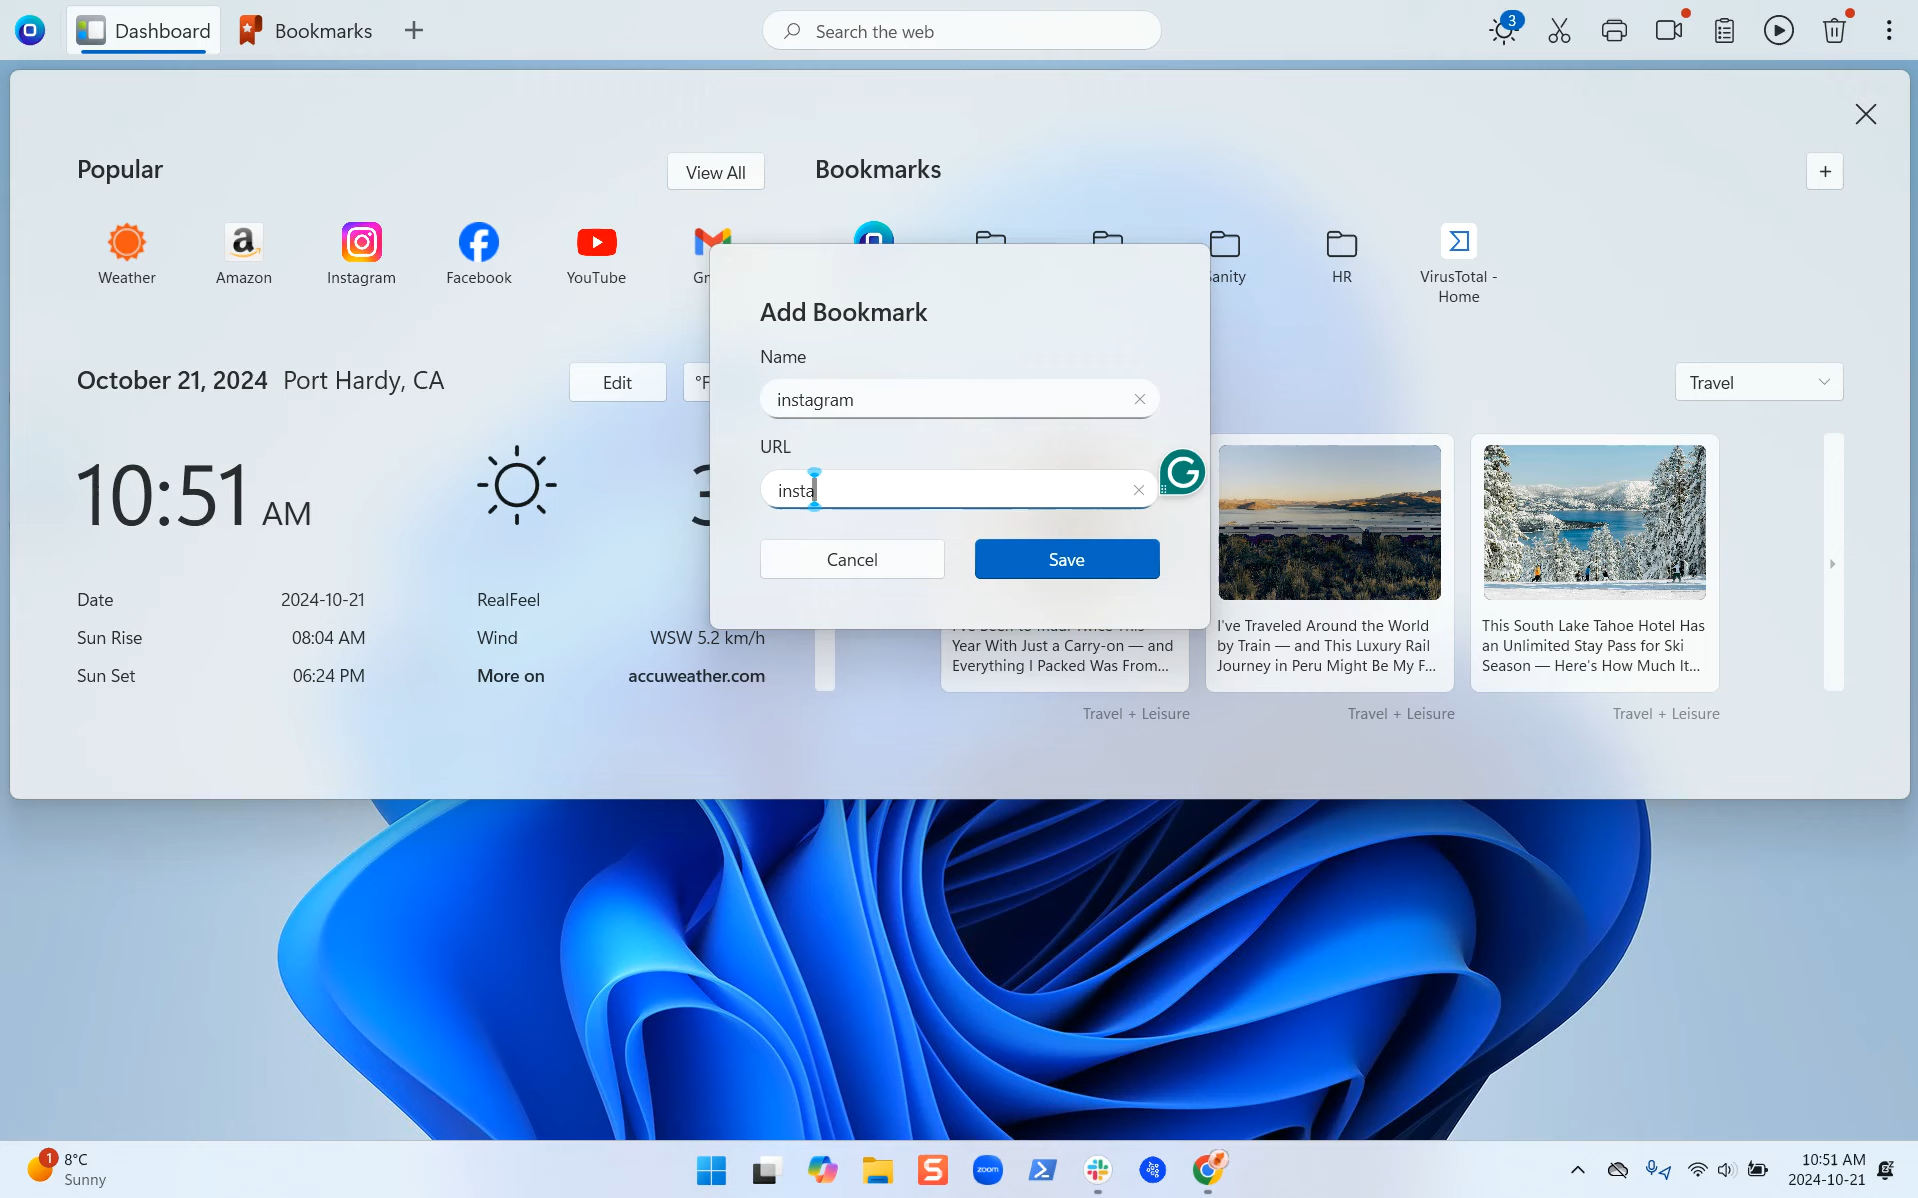 Dashboard
Bookmarks
Search the web
3
Popular
View All
Bookmarks
+
Weather
Amazon
Instagram
Facebook
YouTube
HR
VirusTotal -
Home
Add Bookmark
Name
instagram
URL
insta
Cancel
Save
October 21, 2024 Port Hardy, CA
Edit
°F
Travel
10:51 AM
Date 2024-10-21
Sun Rise 08:04 AM
Sun Set 06:24 PM
RealFeel
Wind WSW 5.2 km/h
More on accuweather.com
Year With Just a Carry-on — and
Everything I Packed Was From...
Travel + Leisure
I've Traveled Around the World
by Train — and This Luxury Rail
Journey in Peru Might Be My F...
Travel + Leisure
This South Lake Tahoe Hotel Has
an Unlimited Stay Pass for Ski
Season — Here's How Much It...
Travel + Leisure
1
8°C
Sunny
zoom
10:51 AM
2024-10-21